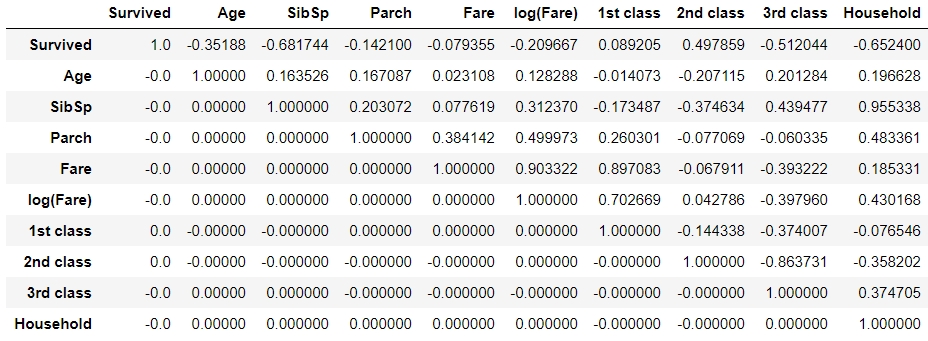 Survived Age SibSp Parch Fare log(Fare) 1st class 2nd class 3rd class Household
Survived 1.0 -0.35188 -0.681744 -0.142100 -0.079355 -0.209667 0.089205 0.497859 -0.512044 -0.652400
Age -0.0 1.00000 0.163526 0.167087 0.023108 0.128288 -0.014073 -0.207115 0.201284 0.196628
SibSp -0.0 0.00000 1.000000 0.203072 0.077619 0.312370 -0.173487 -0.374634 0.439477 0.955338
Parch -0.0 0.00000 0.000000 1.000000 0.384142 0.499973 0.260301 -0.077069 -0.060335 0.483361
Fare -0.0 0.00000 0.000000 0.000000 1.000000 0.903322 0.897083 -0.067911 -0.393222 0.185331
log(Fare) -0.0 0.00000 0.000000 0.000000 0.000000 1.000000 0.702669 0.042786 -0.397960 0.430168
1st class 0.0 -0.00000 -0.000000 0.000000 0.000000 0.000000 1.000000 -0.144338 -0.374007 -0.076546
2nd class 0.0 -0.00000 -0.000000 -0.000000 -0.000000 0.000000 -0.000000 1.000000 -0.863731 -0.358202
3rd class -0.0 0.00000 0.000000 -0.000000 -0.000000 -0.000000 -0.000000 -0.000000 1.000000 0.374705
Household -0.0 0.00000 0.000000 0.000000 0.000000 0.000000 -0.000000 -0.000000 0.000000 1.000000